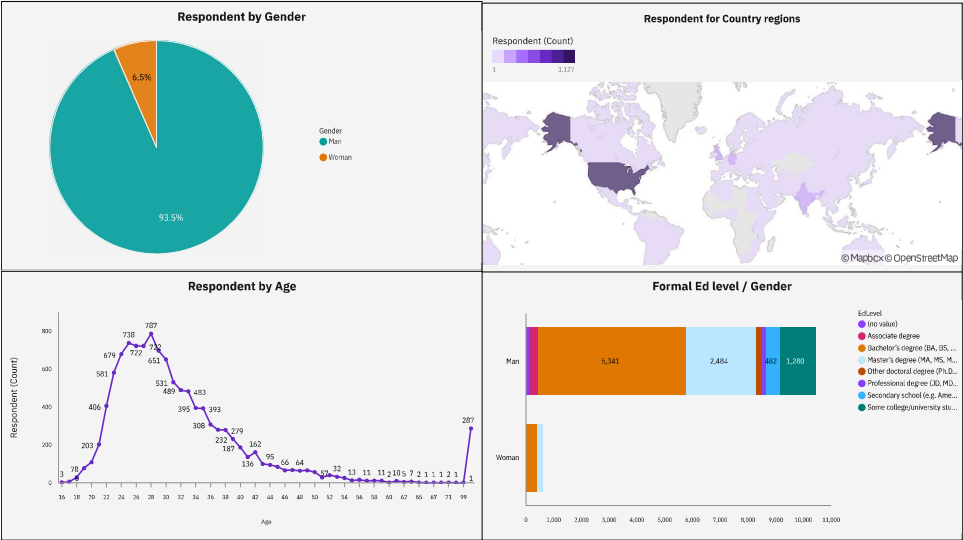 Respondent by Gender
6.5%
93.5%
Gender
Man
Woman
Respondent for Country regions
Respondent (Count)
1 3,127
© Mapbox © OpenStreetMap
Respondent by Age
Respondent (Count)
800
600
400
200
0
3
78
203
406
581
679
738
722
787
722
651
531
489
483
395
393
308
279
232
187
162
136
95
66
64
57
32
13
11
11
2
10
5
7
2
1
1
1
2
1
287
1
16 18 20 22 24 26 28 30 32 34 36 38 40 42 44 46 48 50 52 54 56 58 60 62 65 67 71 99
Age
Formal Ed level / Gender
Man
5,341
2,484
482
1,280
Woman
0 1,000 2,000 3,000 4,000 5,000 6,000 7,000 8,000 9,000 10,000 11,000
EdLevel
(no value)
Associate degree
Bachelor's degree (BA, BS, ...
Master's degree (MA, MS, M...
Other doctoral degree (Ph.D...
Professional degree (JD, MD...
Secondary school (e.g. Ame...
Some college/university stu...